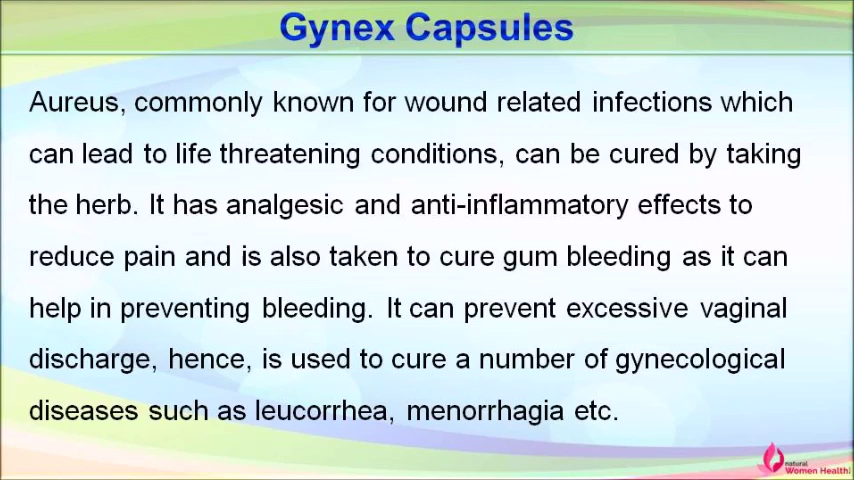 Gynex Capsules
Aureus, commonly known for wound related infections which
can lead to life threatening conditions, can be cured by taking
the herb. It has analgesic and anti-inflammatory effects to
reduce pain and is also taken to cure gum bleeding as it can
help in preventing bleeding. It can prevent excessive vaginal
discharge, hence, is used to cure a number of gynecological
diseases such as leucorrhea, menorrhagia etc.
natural
Women Health